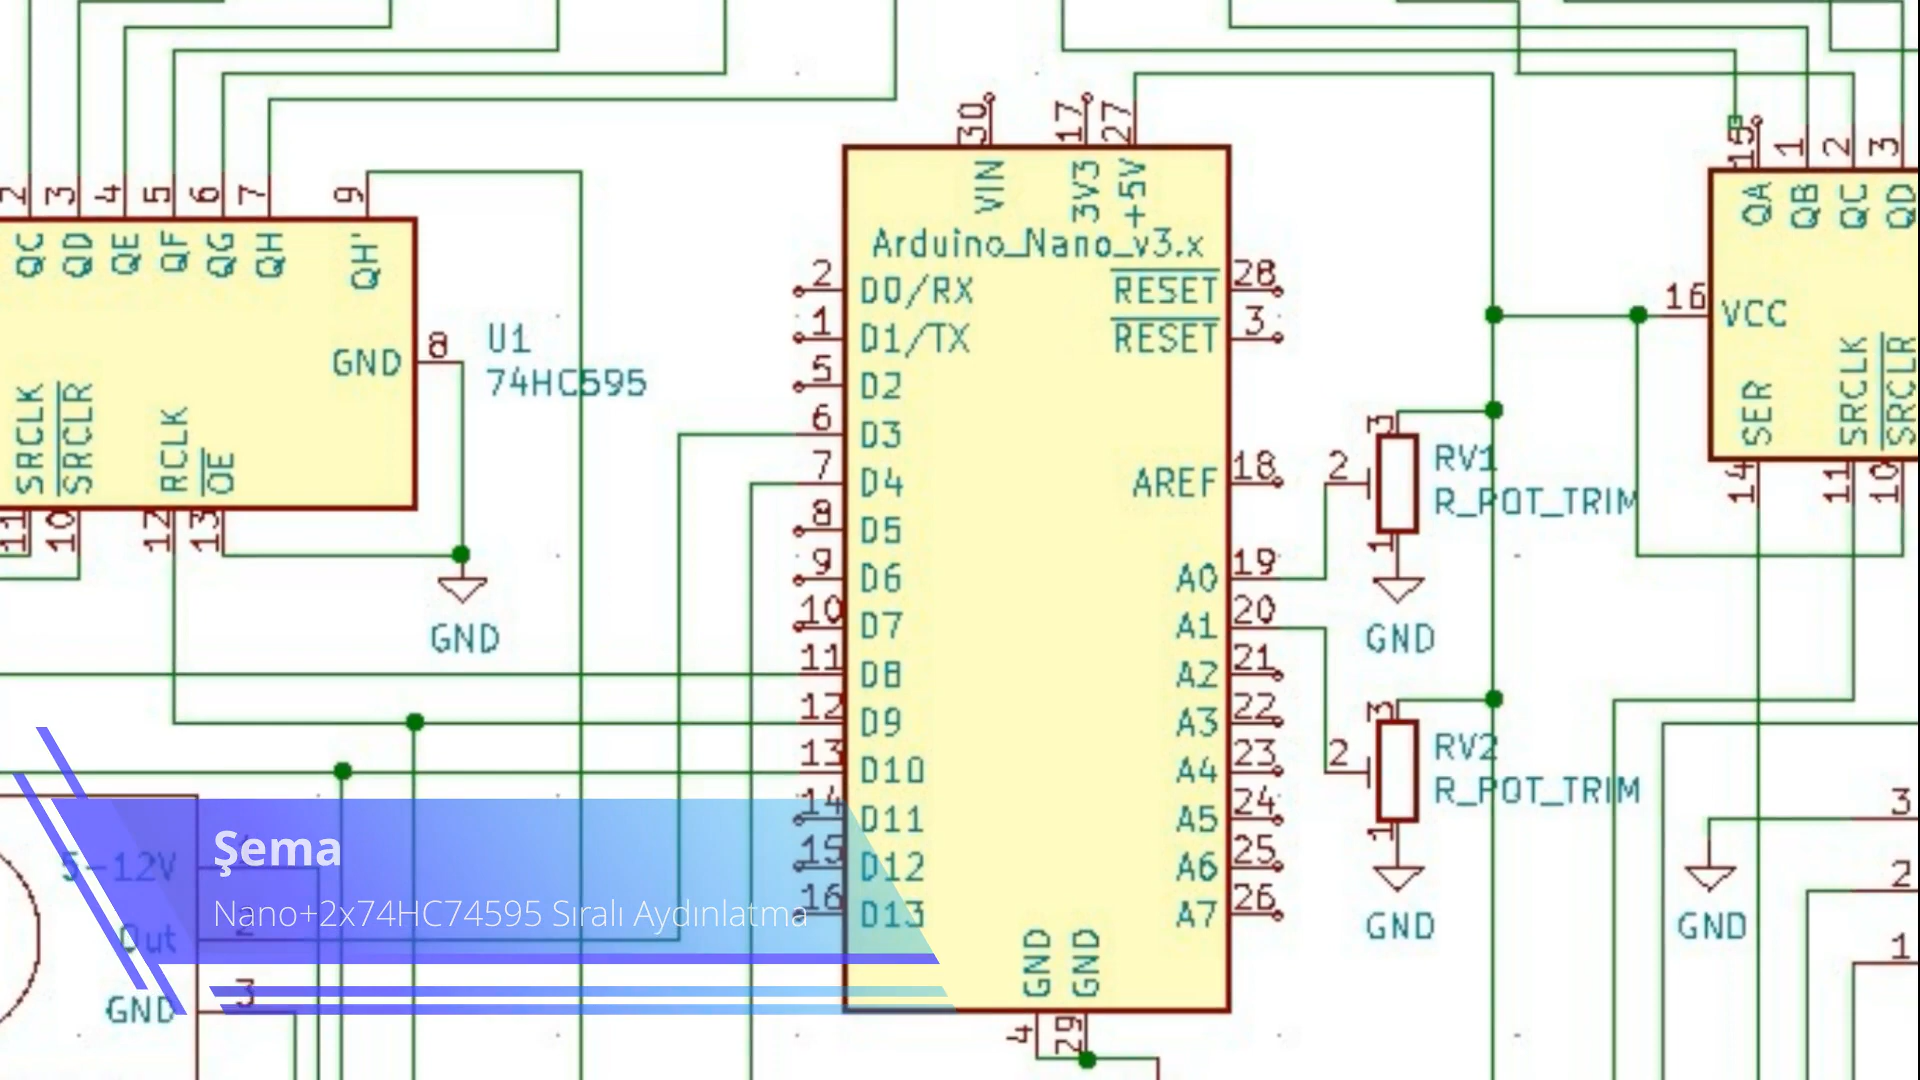 30
17
27
15
1
2
3
2
3
4
5
6
7
9
VIN
3V3
+5V
QA
QB
QC
QD
QC
QD
QE
QF
QG
QH
QH'
Arduino_Nano_v3.x
2 D0/RX RESET 28
1 D1/TX RESET 3
16 VCC
GND 8
U1
74HC595
5 D2
6 D3
7 D4 AREF 18
8 D5
9 D6 A0 19
10 D7 A1 20
11 D8 A2 21
12 D9 A3 22
13 D10 A4 23
14 D11 A5 24
15 D12 A6 25
16 D13 A7 26
GND
GND
4
29
SRCLK
SRCLR
RCLK
OE
11
10
12
13
GND
3
2
1
RV1
R_POT_TRIM
GND
3
2
1
RV2
R_POT_TRIM
GND
SER
SRCLK
SRCLR
14
11
10
3
2
1
GND
5-12V
Out 2
GND 3
Şema
Nano+2x74HC74595 Sıralı Aydınlatma